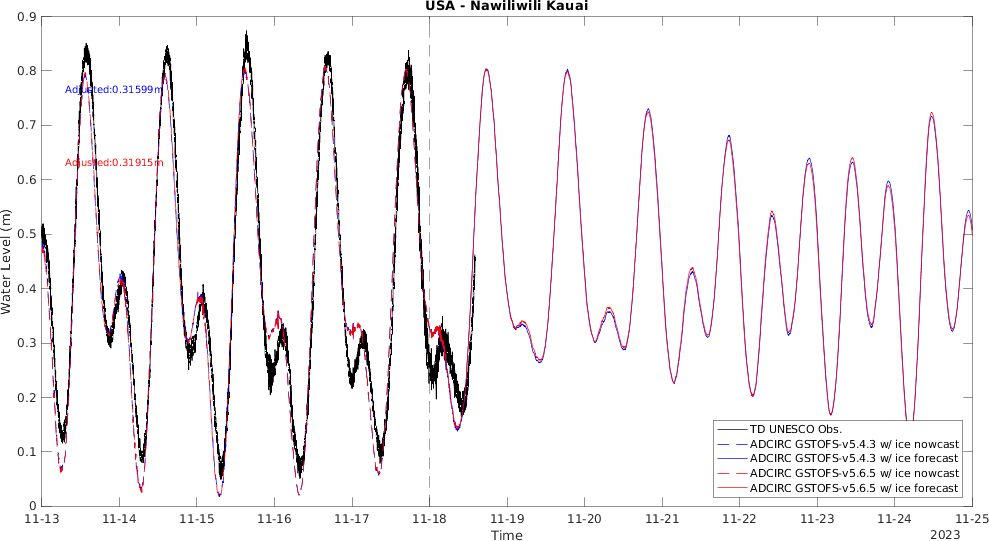 USA - Nawiliwili Kauai
0.9
0.8
0.7
0.6
0.5
0.4
0.3
0.2
0.1
0
Water Level (m)
Adjusted:0.31599m
Adjusted:0.31915m
TD UNESCO Obs.
ADCIRC GSTOFS-v5.4.3 w/ ice nowcast
ADCIRC GSTOFS-v5.4.3 w/ ice forecast
ADCIRC GSTOFS-v5.6.5 w/ ice nowcast
ADCIRC GSTOFS-v5.6.5 w/ ice forecast
11-13 11-14 11-15 11-16 11-17 11-18 11-19 11-20 11-21 11-22 11-23 11-24 11-25
Time
2023